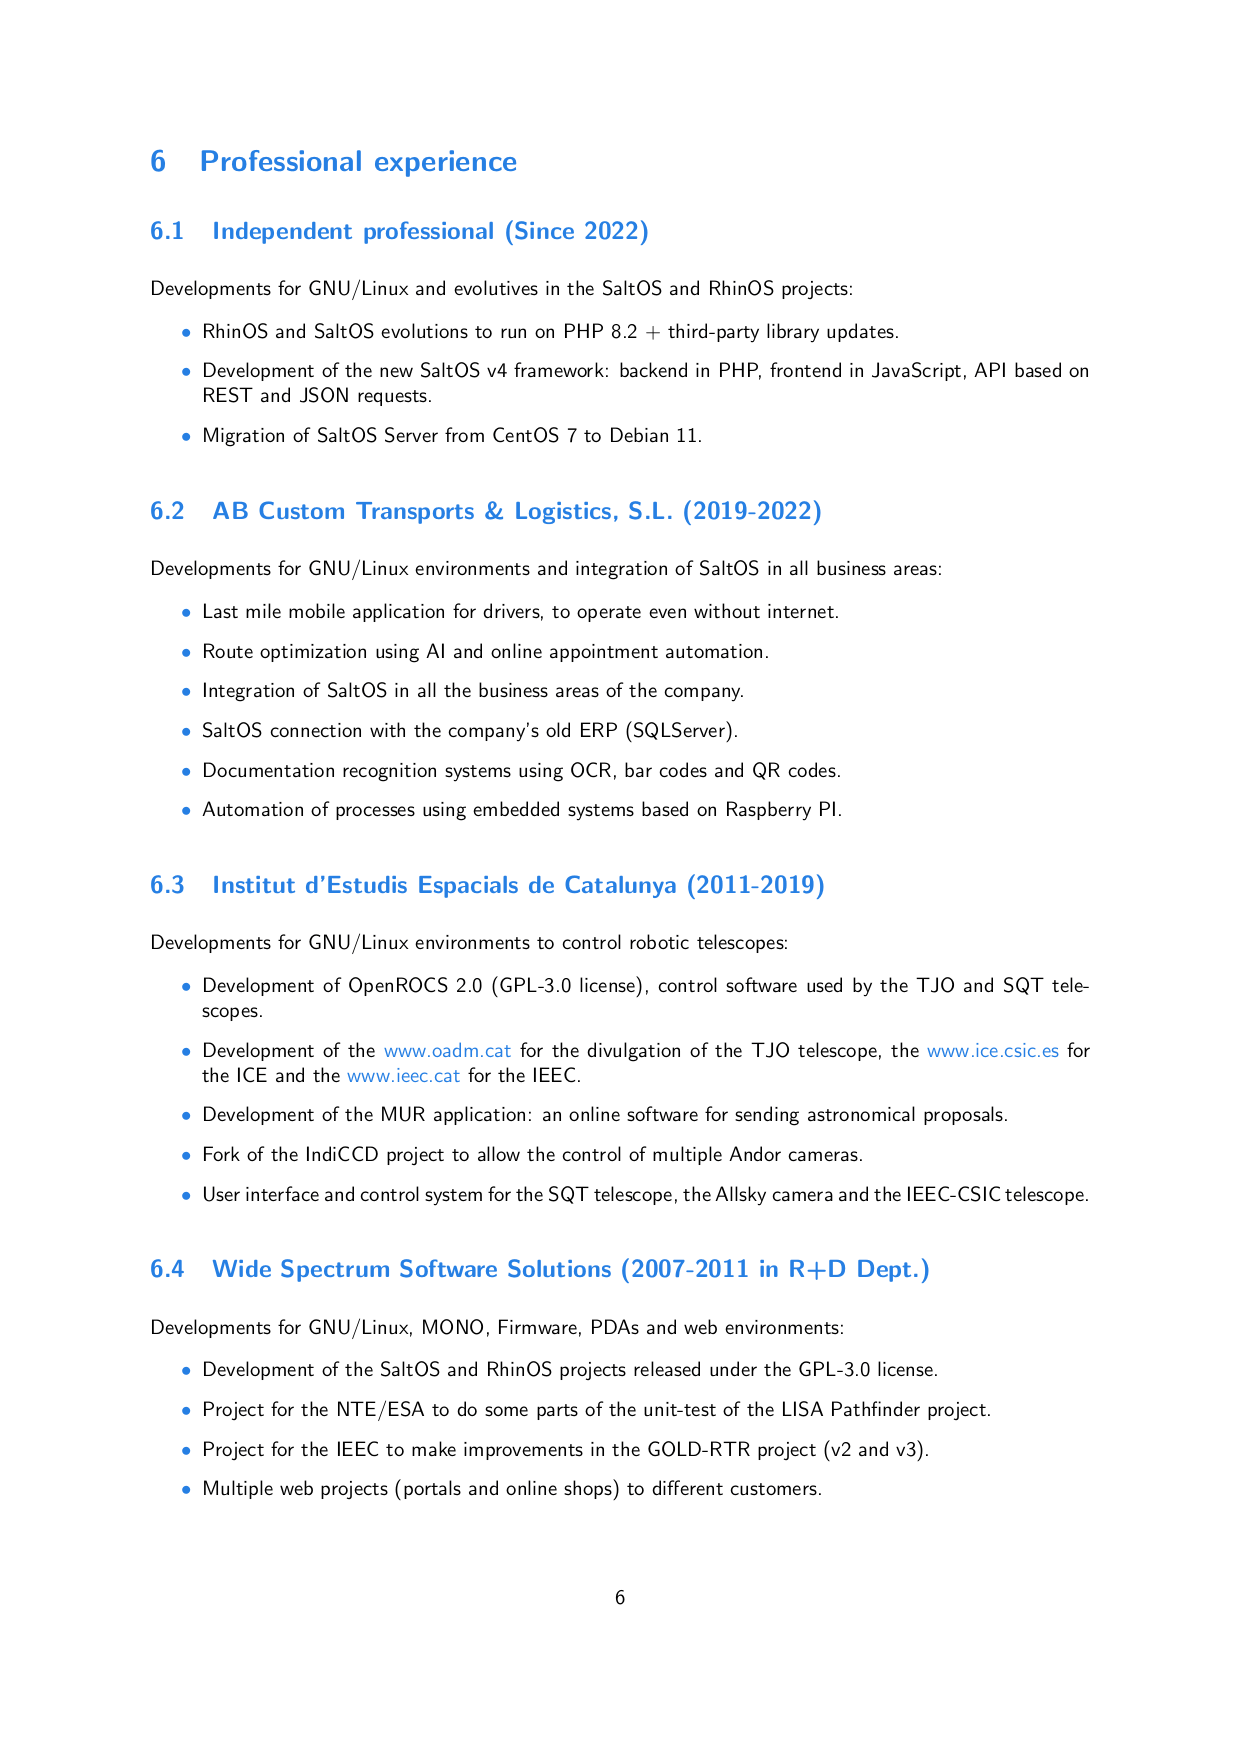 6 Professional experience
6.1 Independent professional (Since 2022)
Developments for GNU/Linux and evolutives in the SaltOS and RhinOS projects:
• RhinOS and SaltOS evolutions to run on PHP 8.2 + third-party library updates.
• Development of the new SaltOS v4 framework: backend in PHP, frontend in JavaScript, API based on
REST and JSON requests.
• Migration of SaltOS Server from CentOS 7 to Debian 11.
6.2 AB Custom Transports & Logistics, S.L. (2019-2022)
Developments for GNU/Linux environments and integration of SaltOS in all business areas:
• Last mile mobile application for drivers, to operate even without internet.
• Route optimization using AI and online appointment automation.
• Integration of SaltOS in all the business areas of the company.
• SaltOS connection with the company's old ERP (SQLServer).
• Documentation recognition systems using OCR, bar codes and QR codes.
• Automation of processes using embedded systems based on Raspberry PI.
6.3 Institut d'Estudis Espacials de Catalunya (2011-2019)
Developments for GNU/Linux environments to control robotic telescopes:
• Development of OpenROCS 2.0 (GPL-3.0 license), control software used by the TJO and SQT tele-
scopes.
• Development of the www.oadm.cat for the divulgation of the TJO telescope, the www.ice.csic.es for
the ICE and the www.ieec.cat for the IEEC.
• Development of the MUR application: an online software for sending astronomical proposals.
• Fork of the IndiCCD project to allow the control of multiple Andor cameras.
• User interface and control system for the SQT telescope, the Allsky camera and the IEEC-CSIC telescope.
6.4 Wide Spectrum Software Solutions (2007-2011 in R+D Dept.)
Developments for GNU/Linux, MONO, Firmware, PDAs and web environments:
• Development of the SaltOS and RhinOS projects released under the GPL-3.0 license.
• Project for the NTE/ESA to do some parts of the unit-test of the LISA Pathfinder project.
• Project for the IEEC to make improvements in the GOLD-RTR project (v2 and v3).
• Multiple web projects (portals and online shops) to different customers.
6